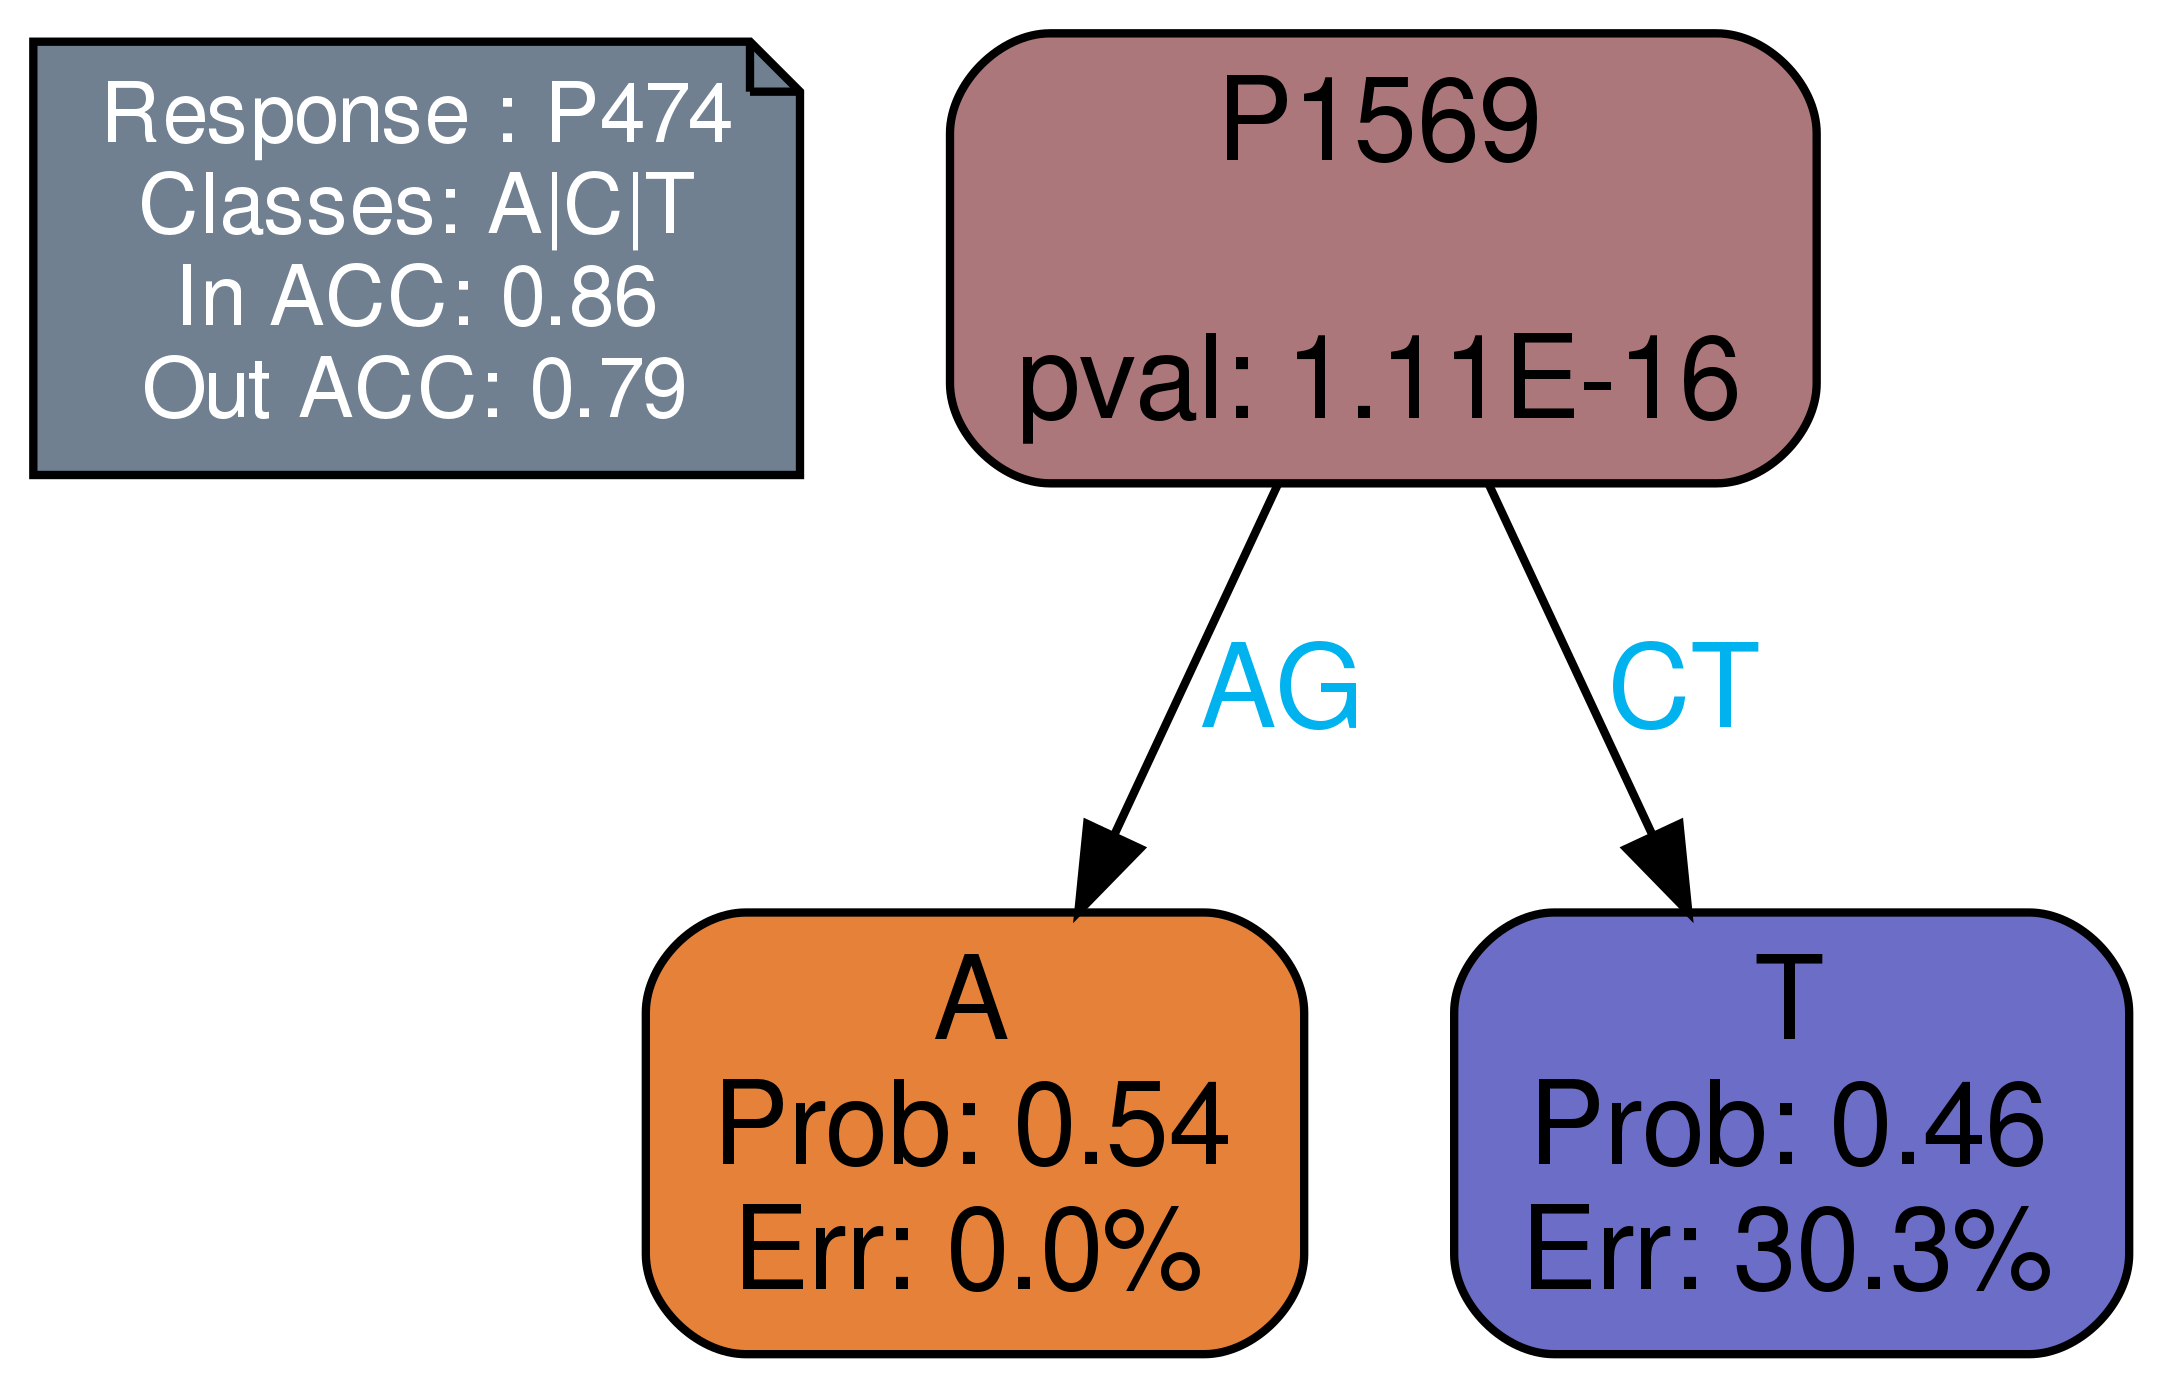 Response : P474
Classes: A|C|T
In ACC: 0.86
Out ACC: 0.79
P1569
pval: 1.11E-16
AG
CT
A
Prob: 0.54
Err: 0.0%
T
Prob: 0.46
Err: 30.3%